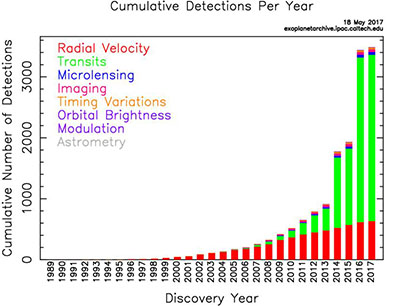 Cumulative Detections Per Year
18 May 2017
exoplanetarchive.ipac.caltech.edu
Radial Velocity
Transits
Microlensing
Imaging
Timing Variations
Orbital Brightness
Modulation
Astrometry
Cumulative Number of Detections
3000
2000
1000
0
1989 1990 1991 1992 1993 1994 1995 1996 1997 1998 1999 2000 2001 2002 2003 2004 2005 2006 2007 2008 2009 2010 2011 2012 2013 2014 2015 2016 2017
Discovery Year